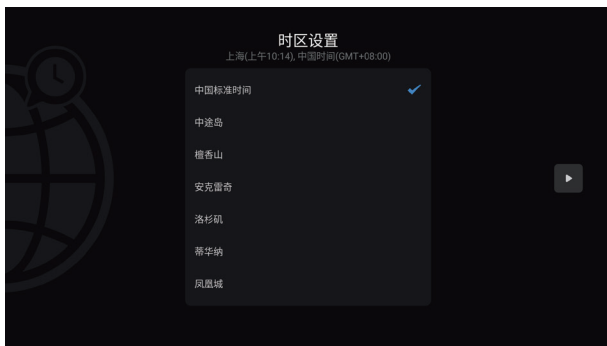 时区设置
上海(上午10:14), 中国时间(GMT+08:00)
中国标准时间
中途岛
檀香山
安克雷奇
洛杉矶
蒂华纳
凤凰城